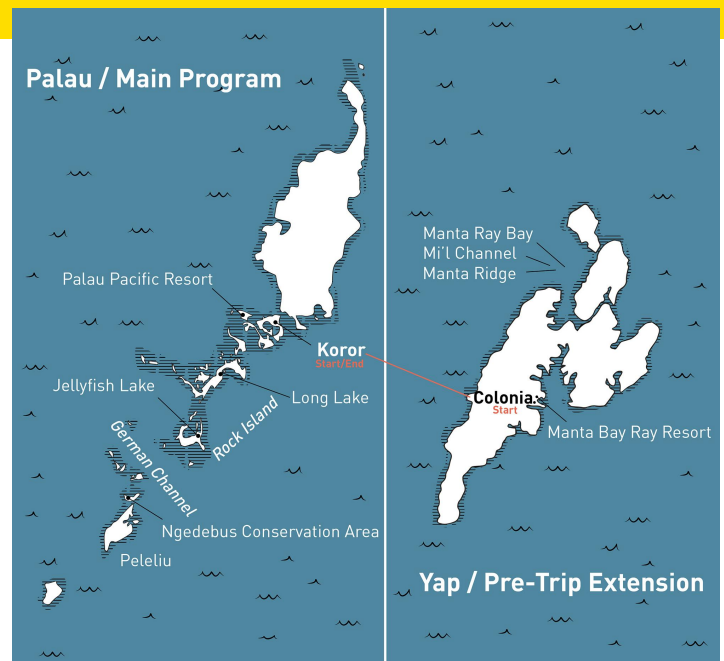 Palau / Main Program
Palau Pacific Resort
Koror
Start/End
Jellyfish Lake
Long Lake
Rock Island
German Channel
Ngedebus Conservation Area
Peleliu
Manta Ray Bay
Mi'l Channel
Manta Ridge
Colonia
Start
Manta Bay Ray Resort
Yap / Pre-Trip Extension